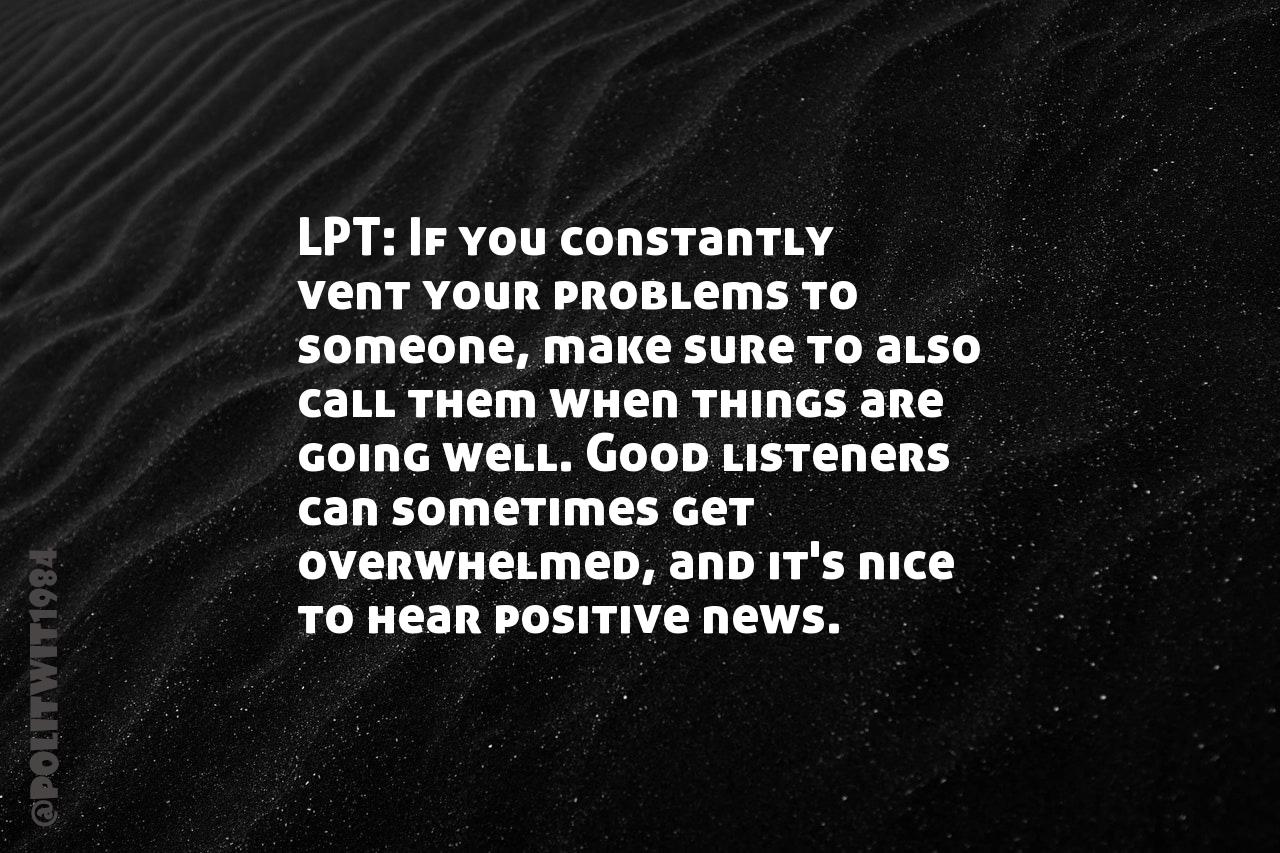 LPT: If you constantly
vent your problems to
someone, make sure to also
call them when things are
going well. Good listeners
can sometimes get
overwhelmed, and it's nice
to hear positive news.
@POLITWIT1984